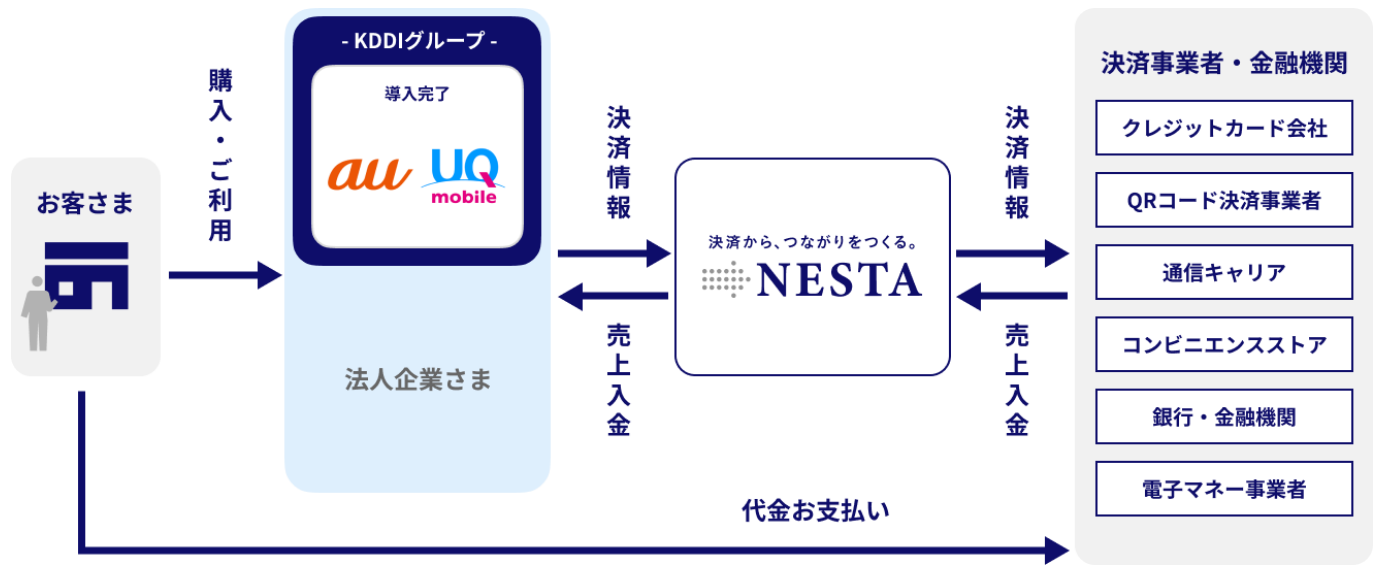 お客さま
購入・ご利用
- KDDIグループ -
導入完了
au
UQ
mobile
法人企業さま
決済情報
売上入金
決済から、つながりをつくる。
NESTA
決済情報
売上入金
決済事業者・金融機関
クレジットカード会社
QRコード決済事業者
通信キャリア
コンビニエンスストア
銀行・金融機関
電子マネー事業者
代金お支払い